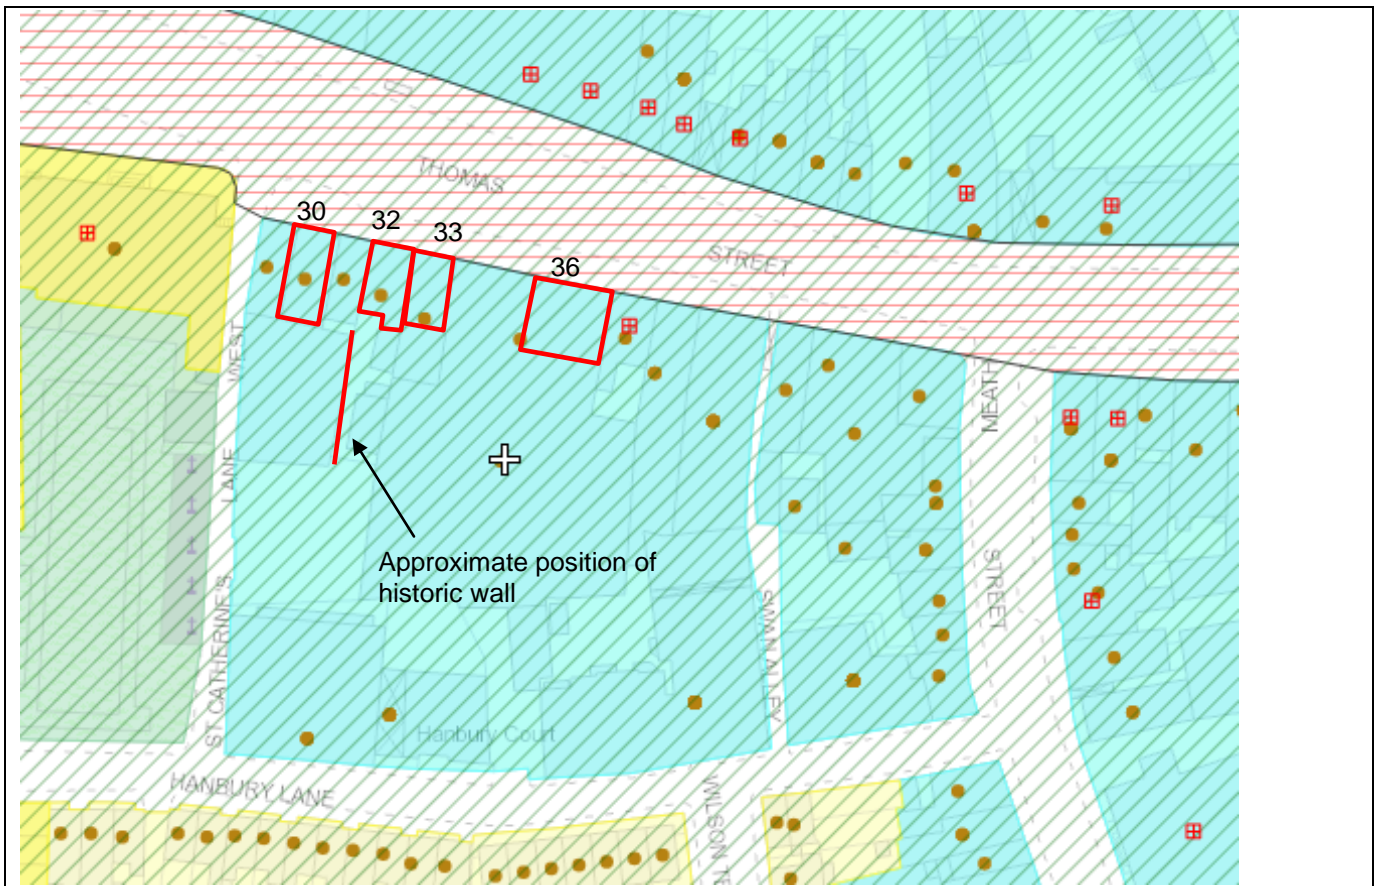 THOMAS
STREET
30
32
33
36
WEST
LANE
ST CATHERINE'S
MEATH
STREET
Approximate position of
historic wall
SWAN ALLEY
Hanbury Court
HANBURY LANE
WILSON